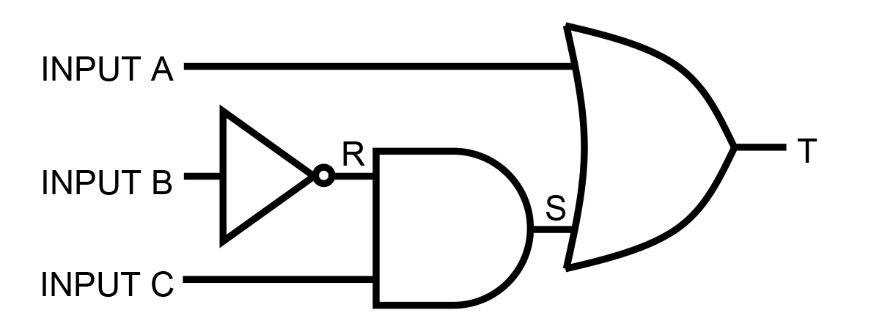 INPUT A
R
INPUT B
T
S
INPUT C